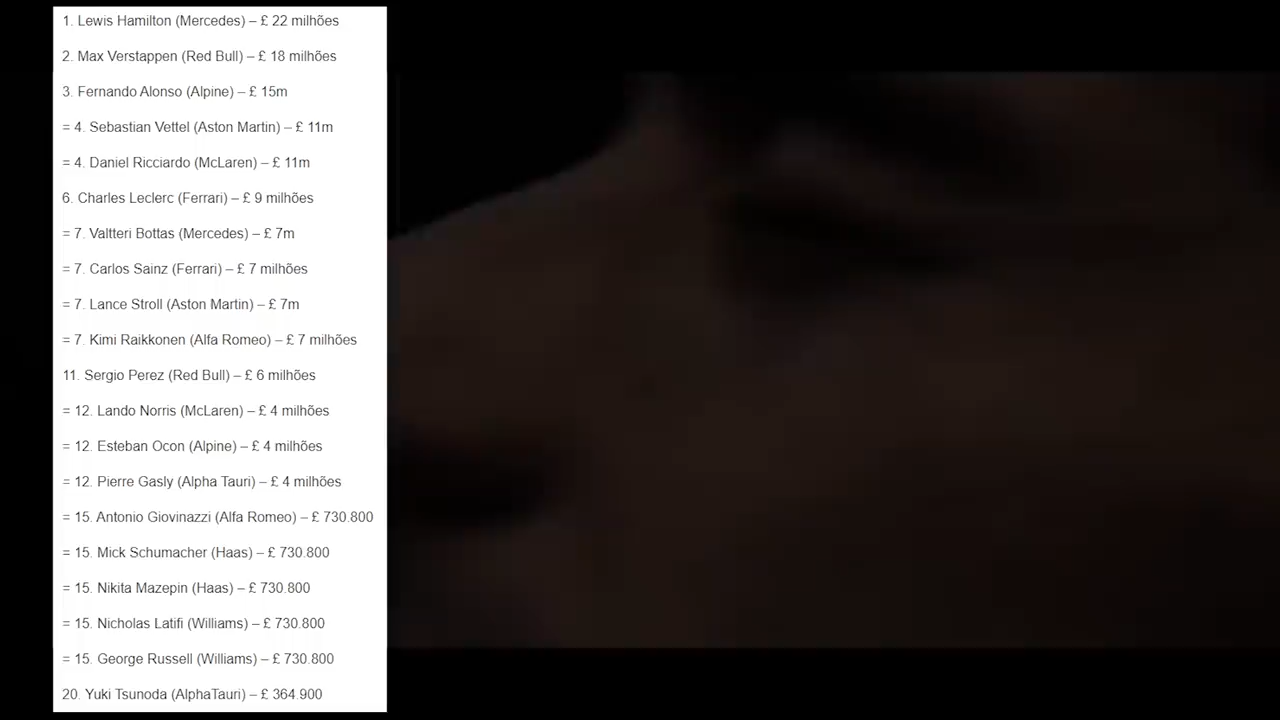 1. Lewis Hamilton (Mercedes) – £ 22 milhões
2. Max Verstappen (Red Bull) – £ 18 milhões
3. Fernando Alonso (Alpine) – £ 15m
= 4. Sebastian Vettel (Aston Martin) – £ 11m
= 4. Daniel Ricciardo (McLaren) – £ 11m
6. Charles Leclerc (Ferrari) – £ 9 milhões
= 7. Valtteri Bottas (Mercedes) – £ 7m
= 7. Carlos Sainz (Ferrari) – £ 7 milhões
= 7. Lance Stroll (Aston Martin) – £ 7m
= 7. Kimi Raikkonen (Alfa Romeo) – £ 7 milhões
11. Sergio Perez (Red Bull) – £ 6 milhões
= 12. Lando Norris (McLaren) – £ 4 milhões
= 12. Esteban Ocon (Alpine) – £ 4 milhões
= 12. Pierre Gasly (Alpha Tauri) – £ 4 milhões
= 15. Antonio Giovinazzi (Alfa Romeo) – £ 730.800
= 15. Mick Schumacher (Haas) – £ 730.800
= 15. Nikita Mazepin (Haas) – £ 730.800
= 15. Nicholas Latifi (Williams) – £ 730.800
= 15. George Russell (Williams) – £ 730.800
20. Yuki Tsunoda (AlphaTauri) – £ 364.900